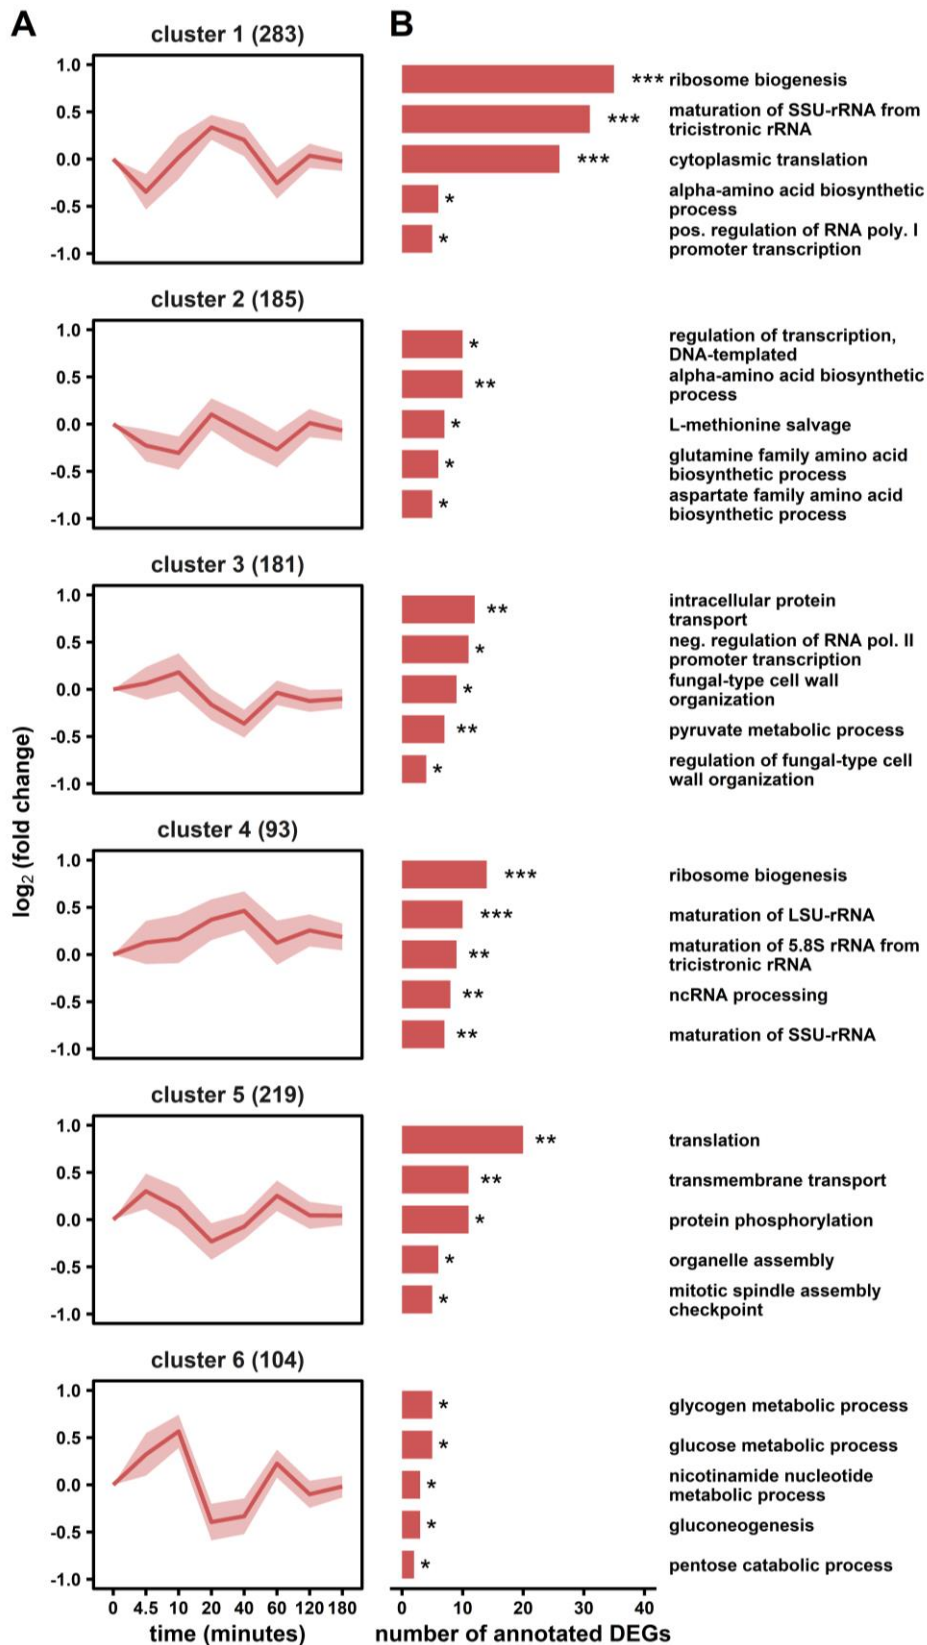 A
B
cluster 1 (283)
1.0
0.5
0.0
-0.5
-1.0
*** ribosome biogenesis
*** maturation of SSU-rRNA from
tricistronic rRNA
*** cytoplasmic translation
* alpha-amino acid biosynthetic
process
* pos. regulation of RNA poly. I
promoter transcription
cluster 2 (185)
1.0
0.5
0.0
-0.5
-1.0
* regulation of transcription,
DNA-templated
** alpha-amino acid biosynthetic
process
* L-methionine salvage
* glutamine family amino acid
biosynthetic process
* aspartate family amino acid
biosynthetic process
cluster 3 (181)
1.0
0.5
0.0
-0.5
-1.0
** intracellular protein
transport
* neg. regulation of RNA pol. II
promoter transcription
* fungal-type cell wall
organization
** pyruvate metabolic process
* regulation of fungal-type cell
wall organization
log2 (fold change)
cluster 4 (93)
1.0
0.5
0.0
-0.5
-1.0
*** ribosome biogenesis
*** maturation of LSU-rRNA
** maturation of 5.8S rRNA from
tricistronic rRNA
** ncRNA processing
** maturation of SSU-rRNA
cluster 5 (219)
1.0
0.5
0.0
-0.5
-1.0
** translation
** transmembrane transport
* protein phosphorylation
* organelle assembly
* mitotic spindle assembly
checkpoint
cluster 6 (104)
1.0
0.5
0.0
-0.5
-1.0
* glycogen metabolic process
* glucose metabolic process
* nicotinamide nucleotide
metabolic process
* gluconeogenesis
* pentose catabolic process
0 4.5 10 20 40 60 120 180
time (minutes)
0 10 20 30 40
number of annotated DEGs